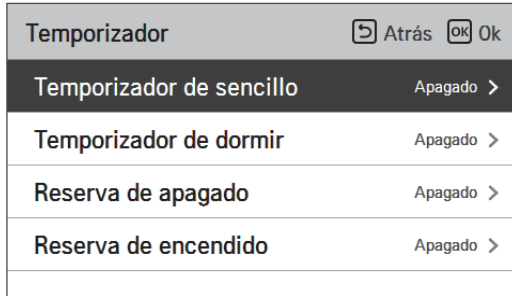 Temporizador Atrás OK Ok
Temporizador de sencillo Apagado >
Temporizador de dormir Apagado >
Reserva de apagado Apagado >
Reserva de encendido Apagado >